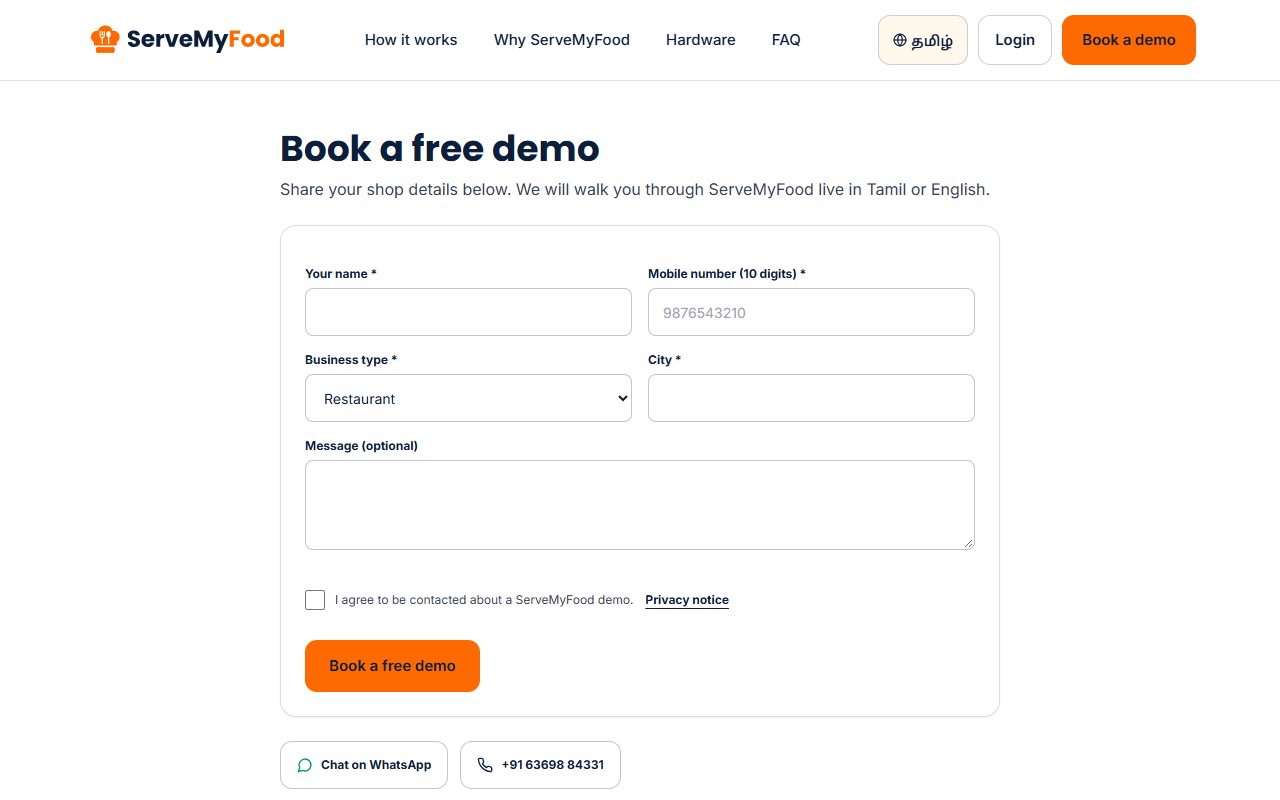 ServeMyFood How it works Why ServeMyFood Hardware FAQ தமிழ் Login Book a demo
Book a free demo
Share your shop details below. We will walk you through ServeMyFood live in Tamil or English.
Your name * Mobile number (10 digits) *
9876543210
Business type * City *
Restaurant
Message (optional)
I agree to be contacted about a ServeMyFood demo. Privacy notice
Book a free demo
Chat on WhatsApp +91 63698 84331